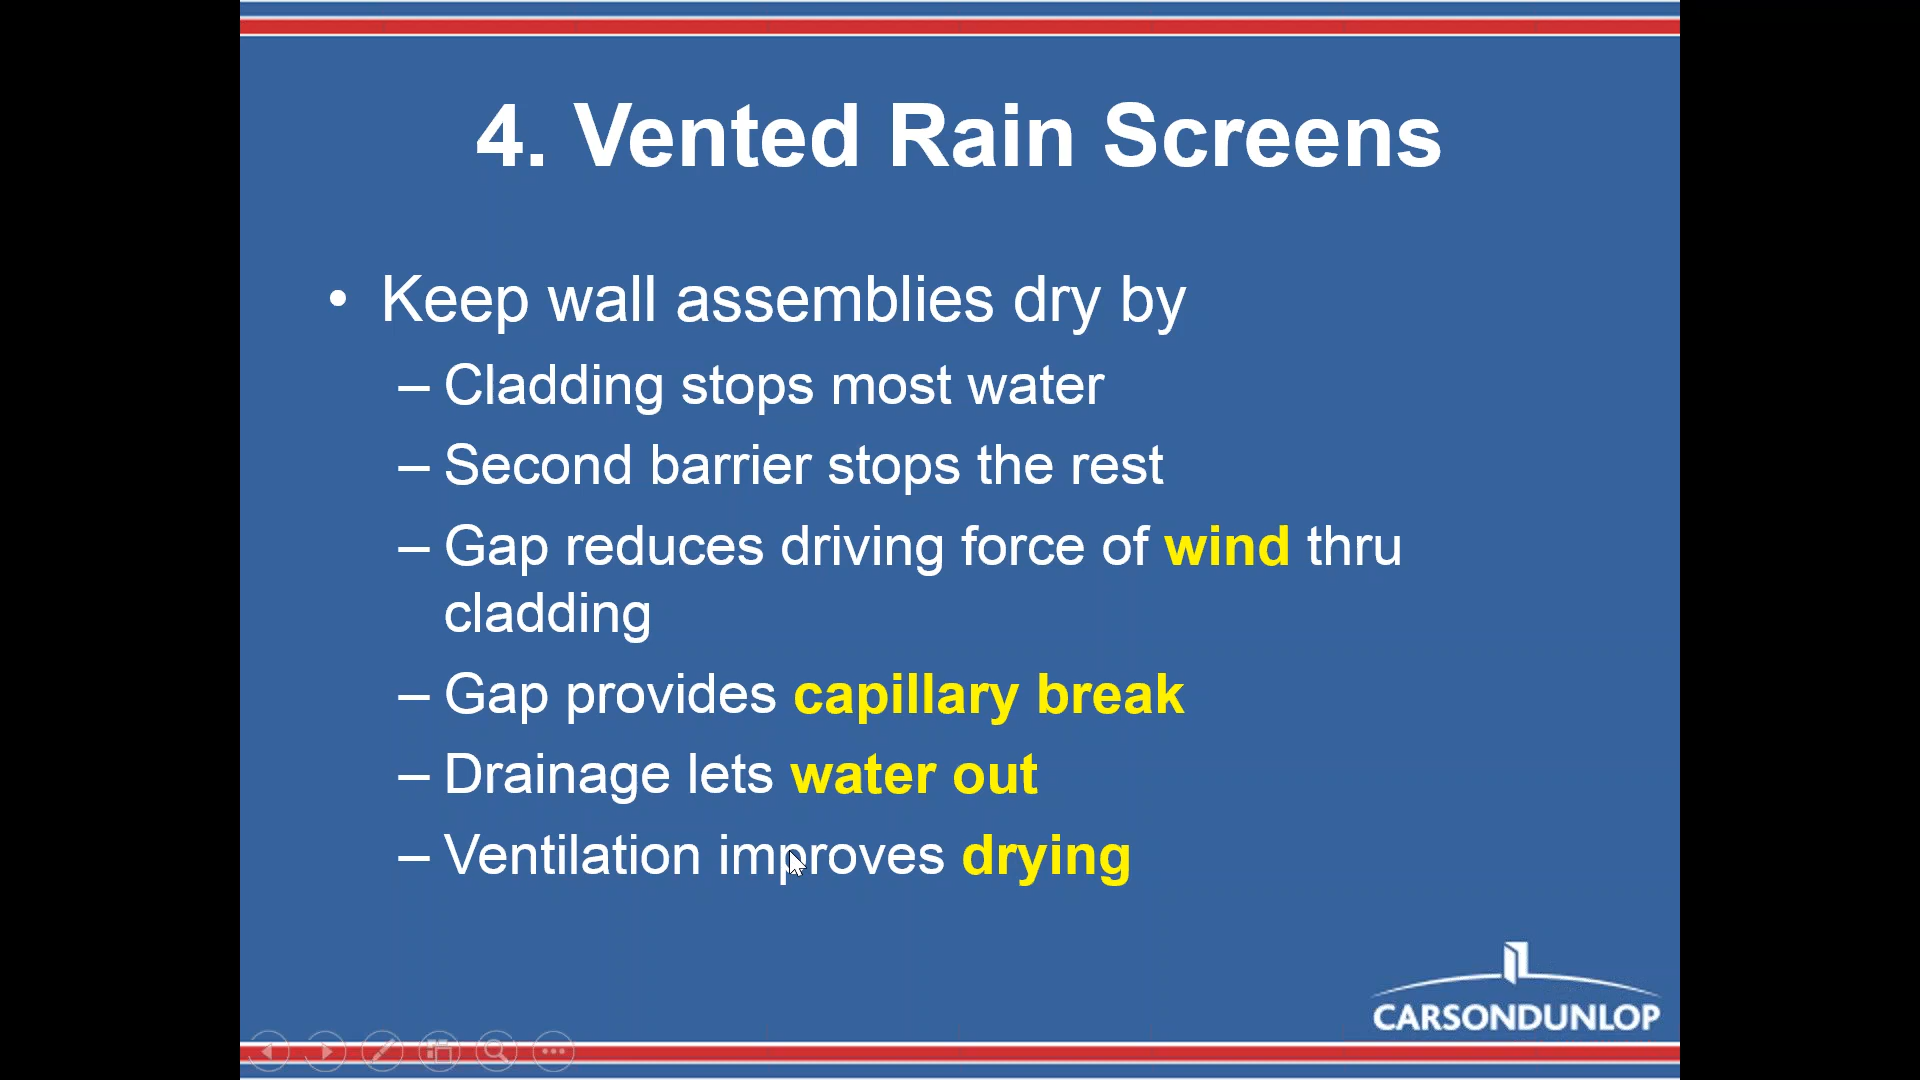 4. Vented Rain Screens
• Keep wall assemblies dry by
– Cladding stops most water
– Second barrier stops the rest
– Gap reduces driving force of wind thru
cladding
– Gap provides capillary break
– Drainage lets water out
– Ventilation improves drying
CARSONDUNLOP